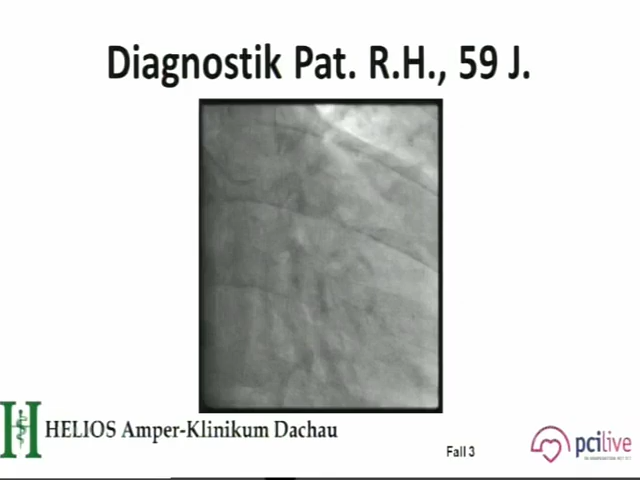 Diagnostik Pat. R.H., 59 J.
HELIOS Amper-Klinikum Dachau
Fall 3
pcilive